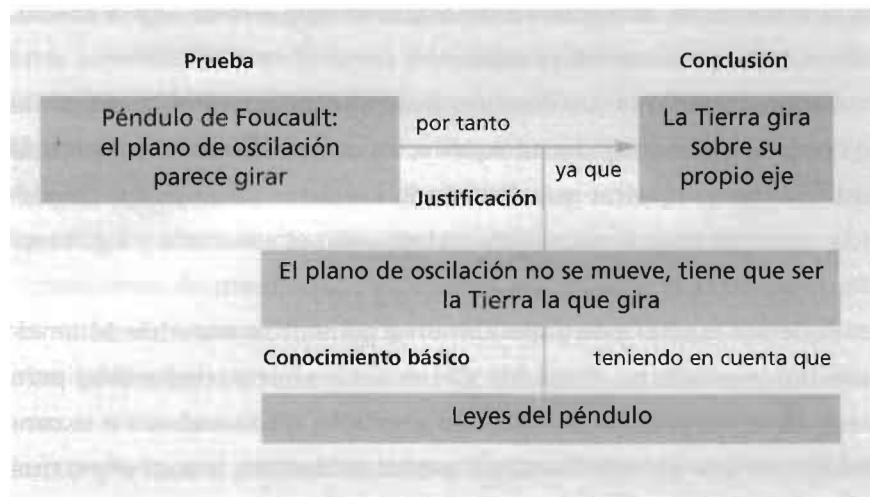 Prueba
Conclusión
Péndulo de Foucault:
el plano de oscilación
parece girar
por tanto
ya que
Justificación
La Tierra gira
sobre su
propio eje
El plano de oscilación no se mueve, tiene que ser
la Tierra la que gira
Conocimiento básico
teniendo en cuenta que
Leyes del péndulo